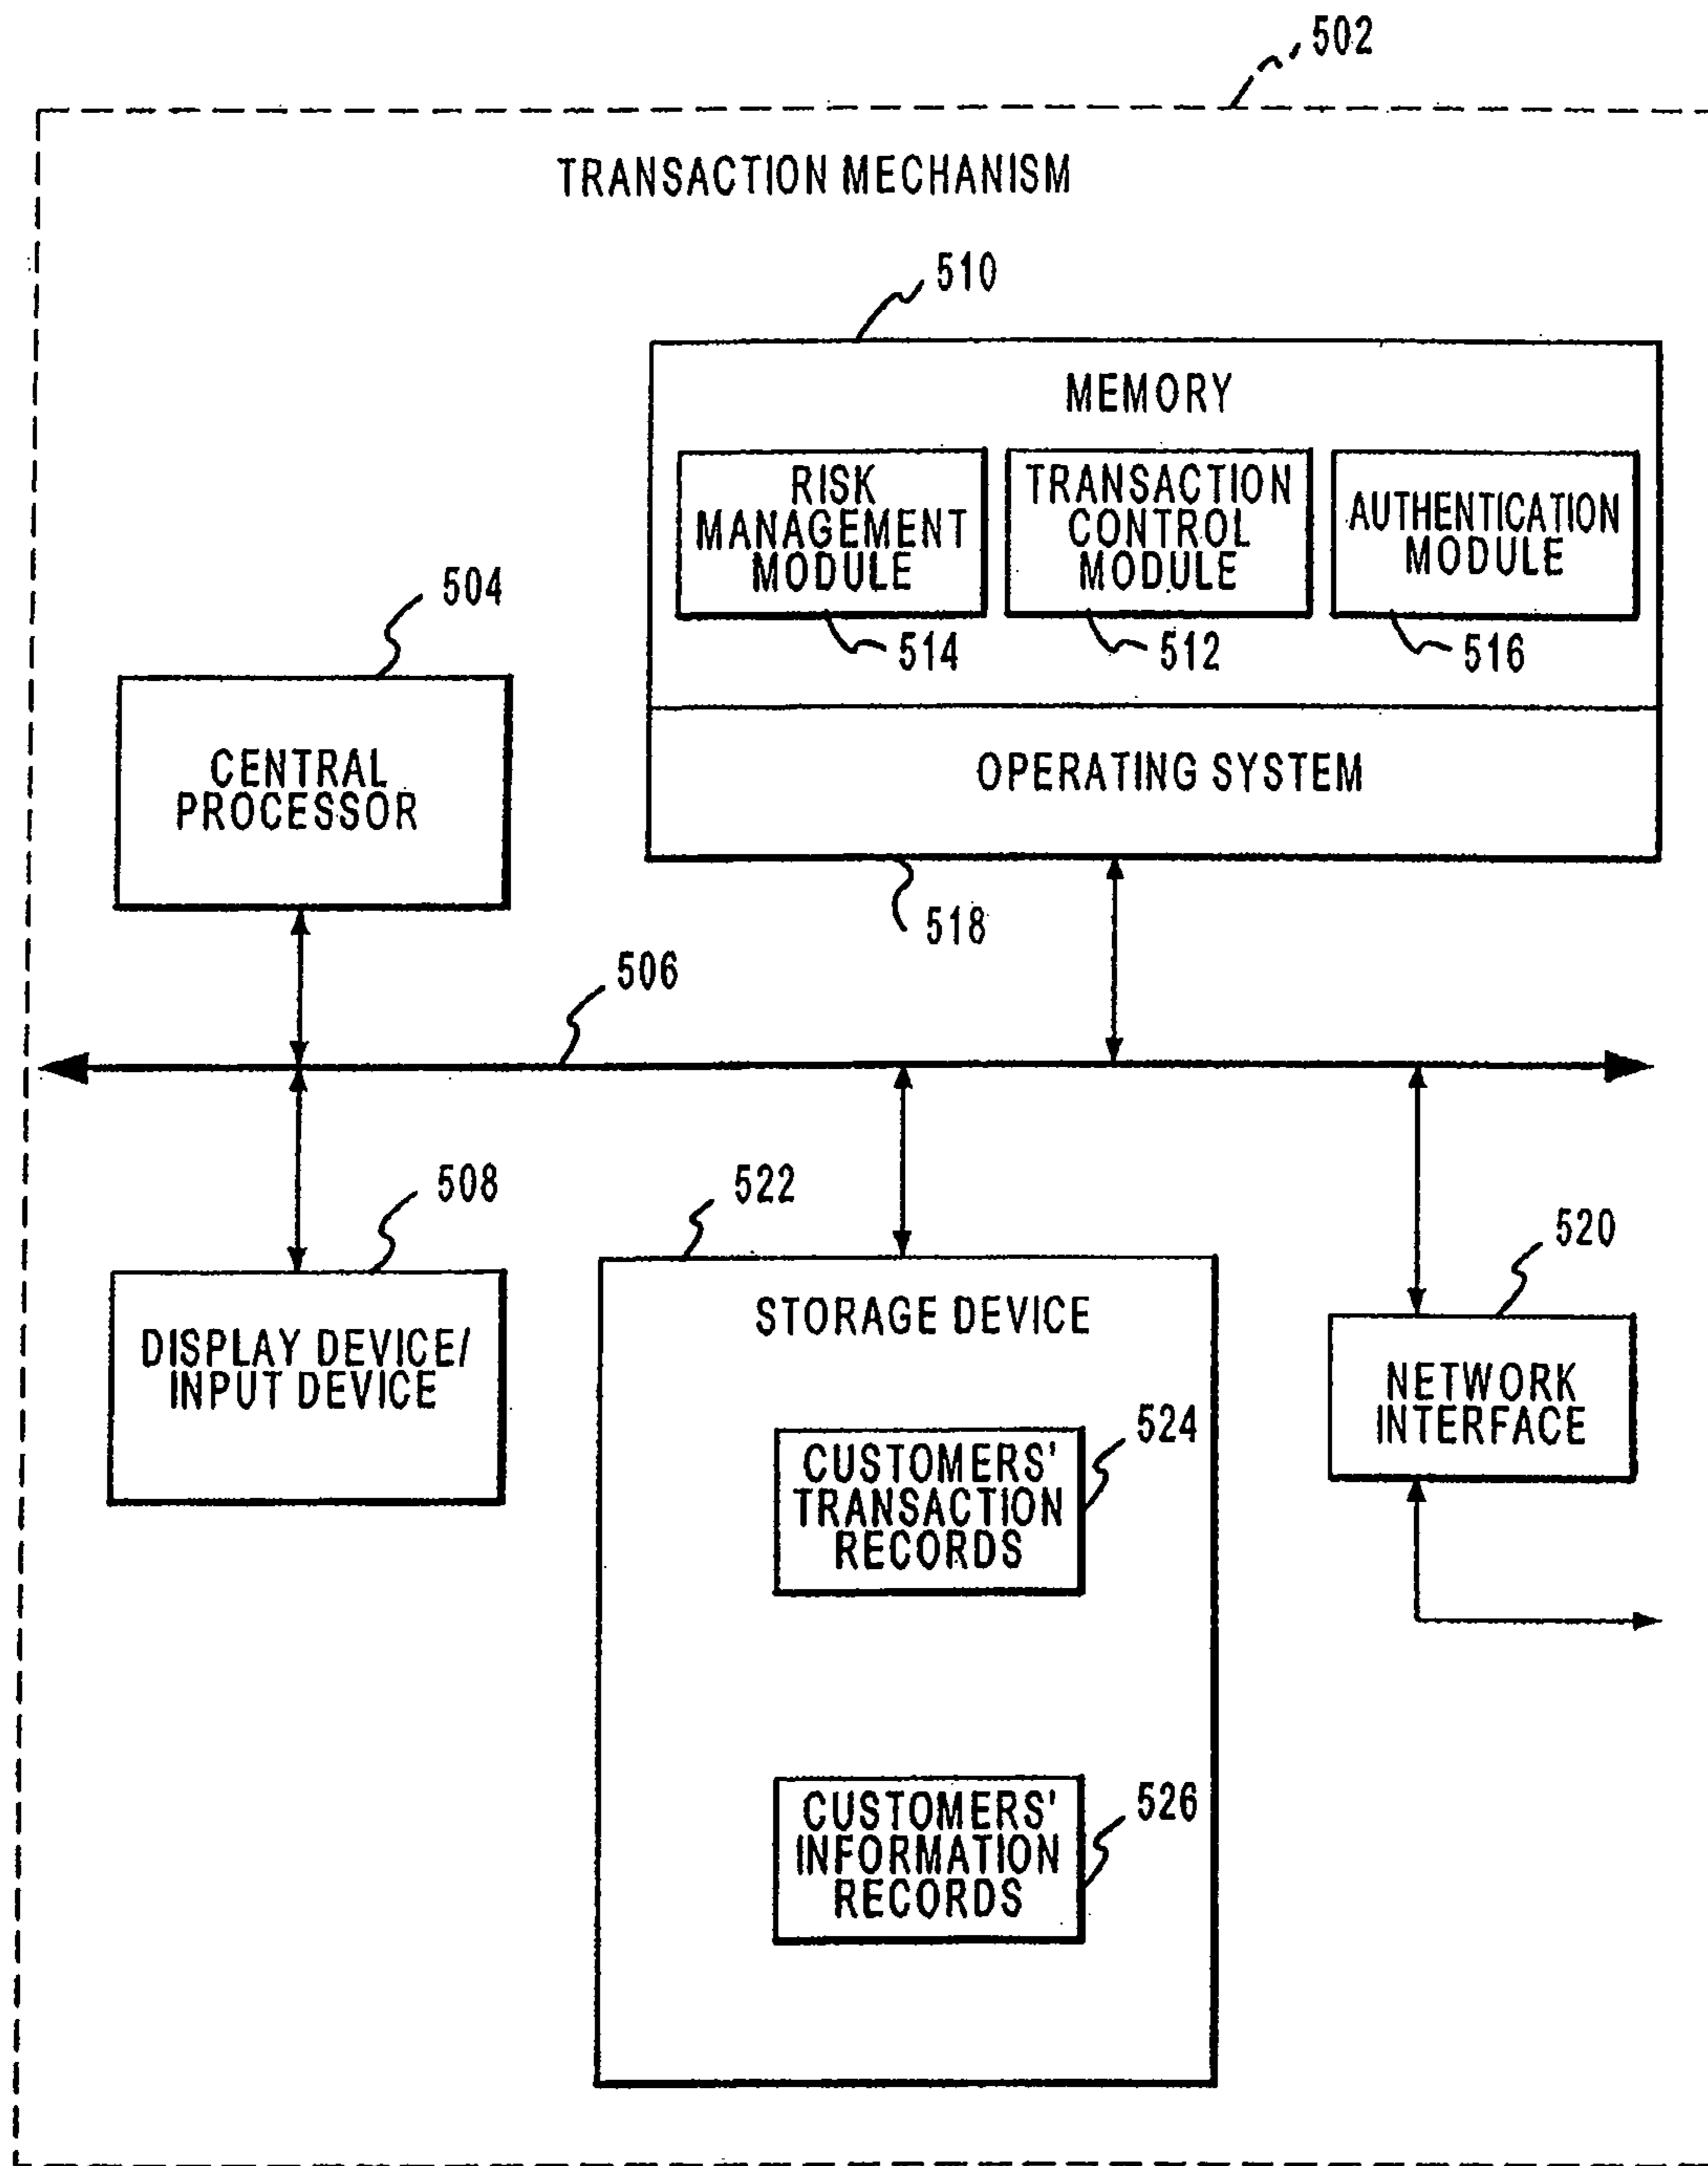 502
TRANSACTION MECHANISM
510
MEMORY
RISK
MANAGEMENT
MODULE
514
TRANSACTION
CONTROL
MODULE
512
AUTHENTICATION
MODULE
516
504
CENTRAL
PROCESSOR
OPERATING SYSTEM
518
506
508
DISPLAY DEVICE/
INPUT DEVICE
522
STORAGE DEVICE
524
CUSTOMERS'
TRANSACTION
RECORDS
526
CUSTOMERS'
INFORMATION
RECORDS
520
NETWORK
INTERFACE